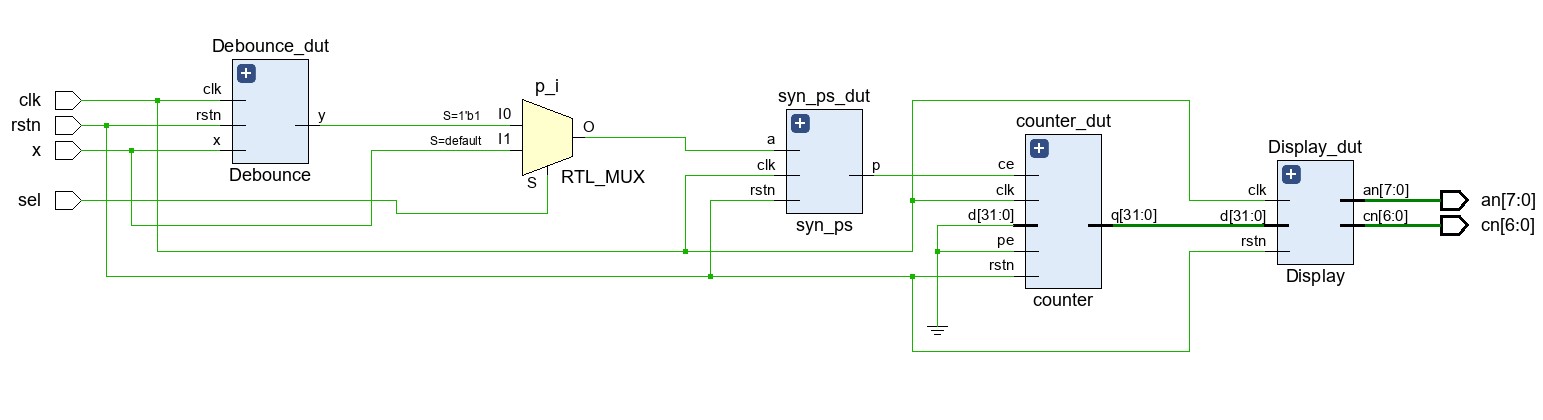 clk
rstn
x
sel
Debounce_dut
clk
rstn
x
y
Debounce
p_i
S=1'b1
I0
S=default
I1
O
S
RTL_MUX
syn_ps_dut
a
clk
rstn
p
syn_ps
counter_dut
ce
clk
d[31:0]
pe
rstn
q[31:0]
counter
Display_dut
clk
d[31:0]
rstn
an[7:0]
cn[6:0]
Display
an[7:0]
cn[6:0]